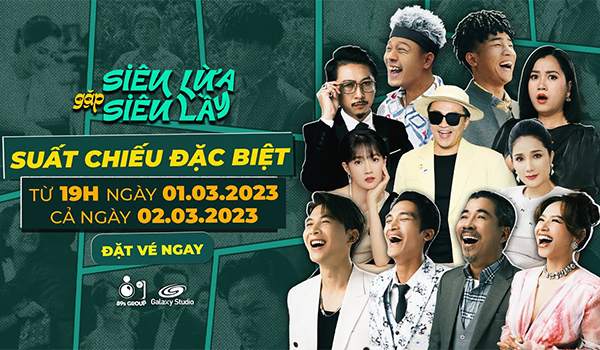 SIÊU LỪA
gặp
SIÊU LẦY
SUẤT CHIẾU ĐẶC BIỆT
TỪ 19H NGÀY 01.03.2023
CẢ NGÀY 02.03.2023
ĐẶT VÉ NGAY
89s GROUP
Galaxy Studio